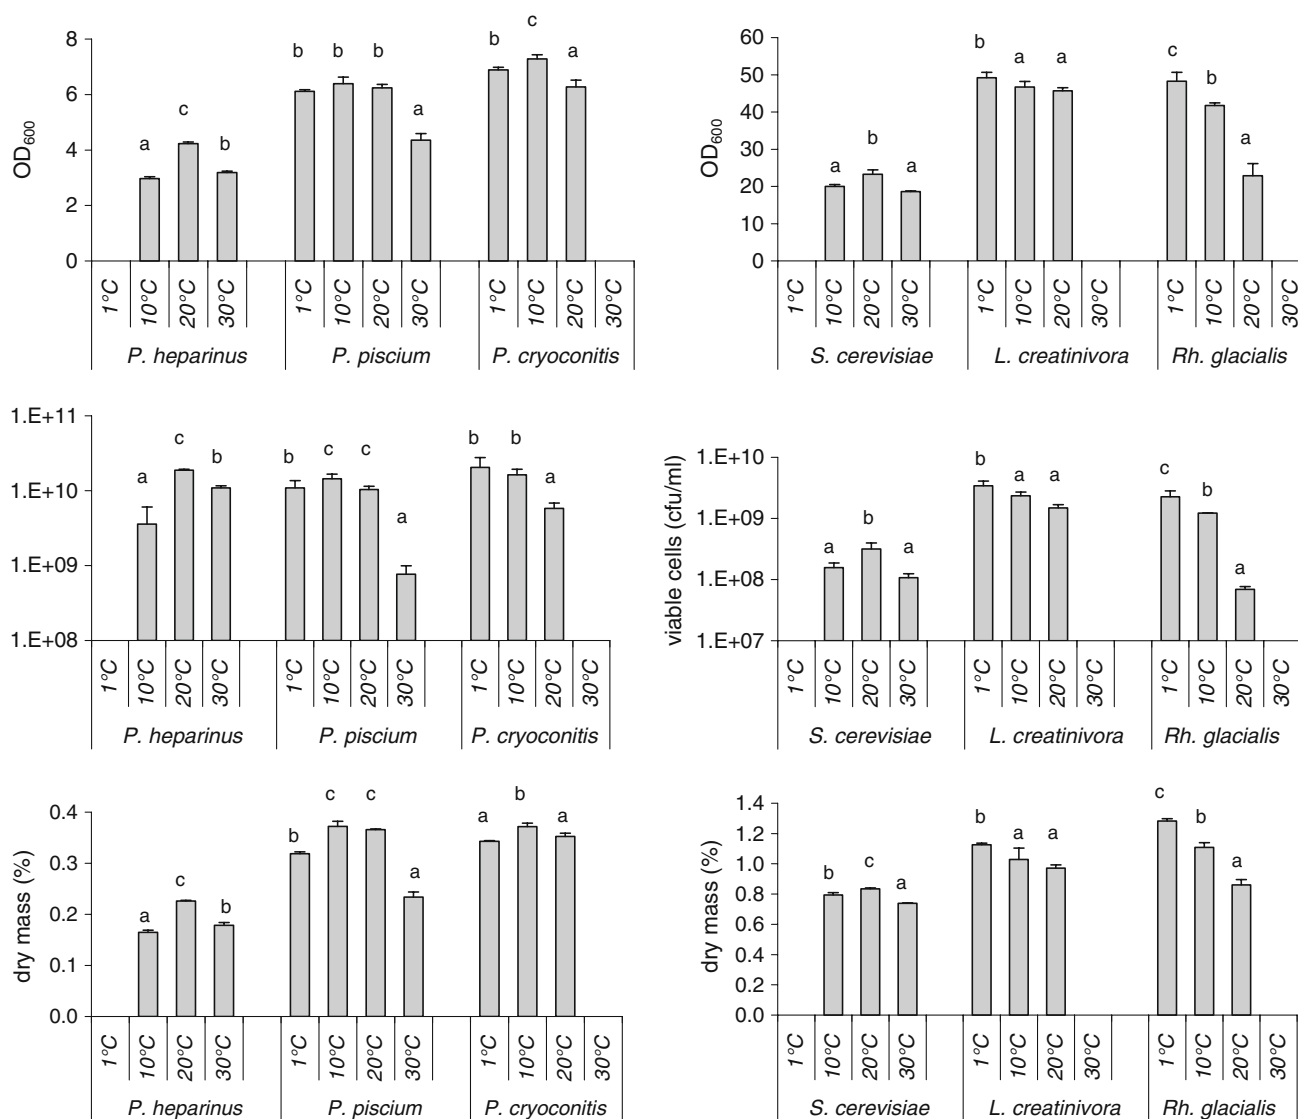 8
6
4
2
0
OD600
a c b b b b a b c a
1°C 10°C 20°C 30°C 1°C 10°C 20°C 30°C 1°C 10°C 20°C 30°C
P. heparinus P. piscium P. cryoconitis
60
50
40
30
20
10
0
OD600
a b a b a a c b a
1°C 10°C 20°C 30°C 1°C 10°C 20°C 30°C 1°C 10°C 20°C 30°C
S. cerevisiae L. creatinivora Rh. glacialis
1.E+11
1.E+10
1.E+09
1.E+08
a c b b c c a b b a
1°C 10°C 20°C 30°C 1°C 10°C 20°C 30°C 1°C 10°C 20°C 30°C
P. heparinus P. piscium P. cryoconitis
1.E+10
1.E+09
1.E+08
1.E+07
viable cells (cfu/ml)
a b a b a a c b a
1°C 10°C 20°C 30°C 1°C 10°C 20°C 30°C 1°C 10°C 20°C 30°C
S. cerevisiae L. creatinivora Rh. glacialis
0.4
0.3
0.2
0.1
0.0
dry mass (%)
a c b b c c a a b a
1°C 10°C 20°C 30°C 1°C 10°C 20°C 30°C 1°C 10°C 20°C 30°C
P. heparinus P. piscium P. cryoconitis
1.4
1.2
1.0
0.8
0.6
0.4
0.2
0.0
dry mass (%)
b c a b a a c b a
1°C 10°C 20°C 30°C 1°C 10°C 20°C 30°C 1°C 10°C 20°C 30°C
S. cerevisiae L. creatinivora Rh. glacialis